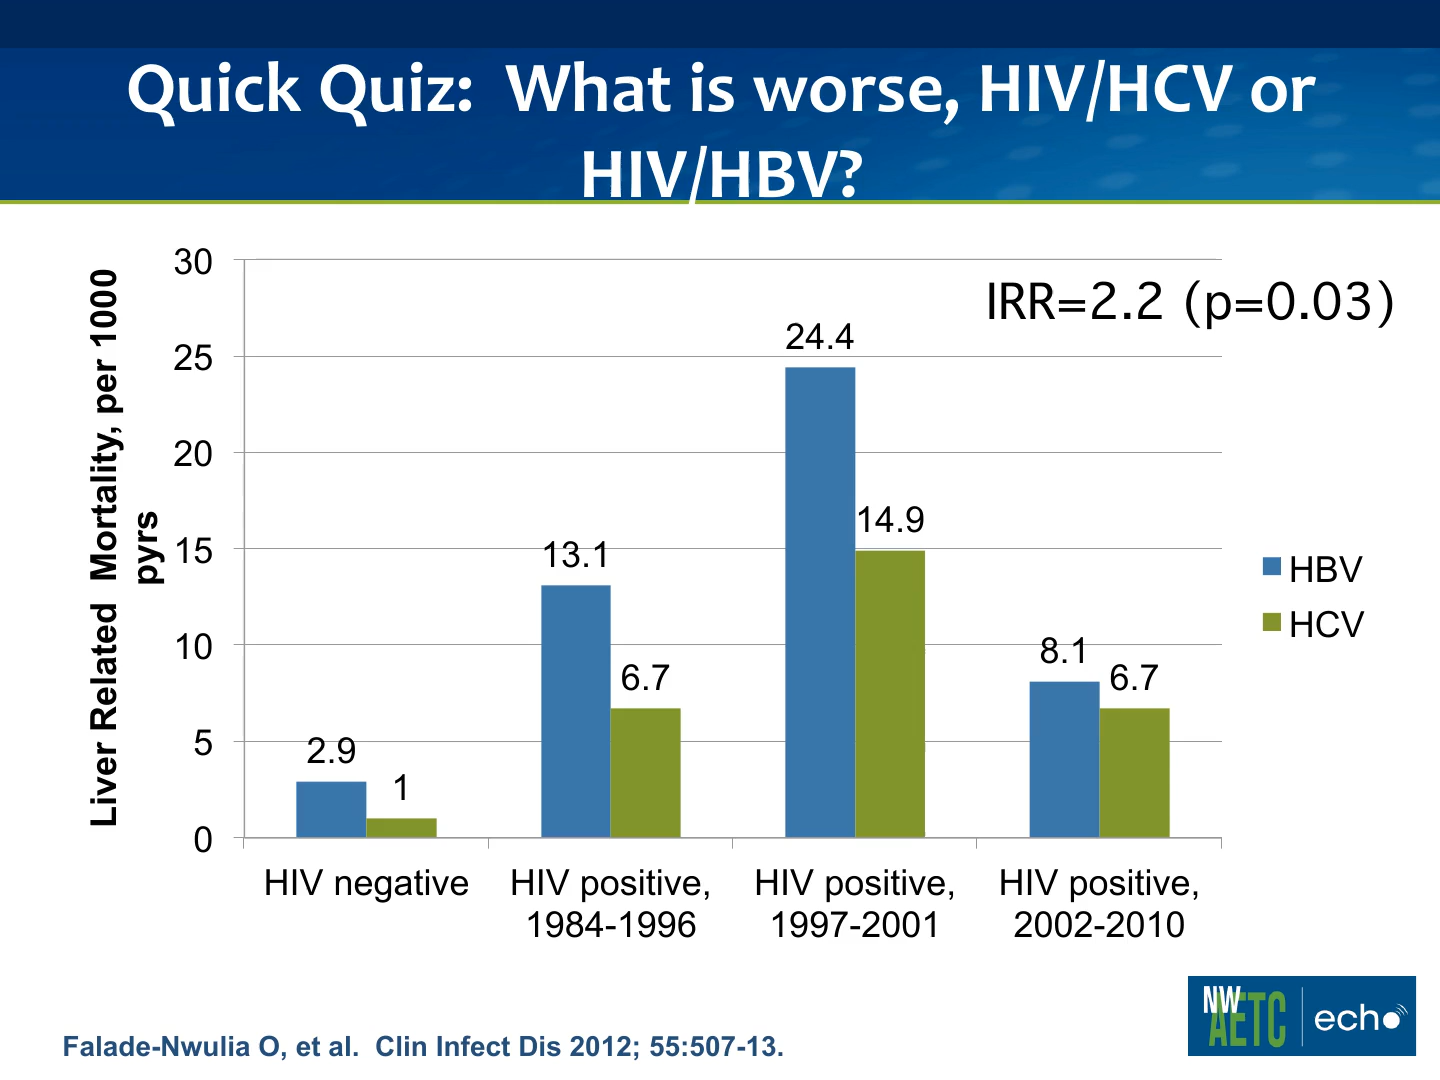 Quick Quiz: What is worse, HIV/HCV or
HIV/HBV?
Liver Related Mortality, per 1000
pyrs
30
25
20
15
10
5
0
IRR=2.2 (p=0.03)
2.9
1
13.1
6.7
24.4
14.9
8.1
6.7
HBV
HCV
HIV negative
HIV positive,
1984-1996
HIV positive,
1997-2001
HIV positive,
2002-2010
NW
AETC
echo
Falade-Nwulia O, et al. Clin Infect Dis 2012; 55:507-13.